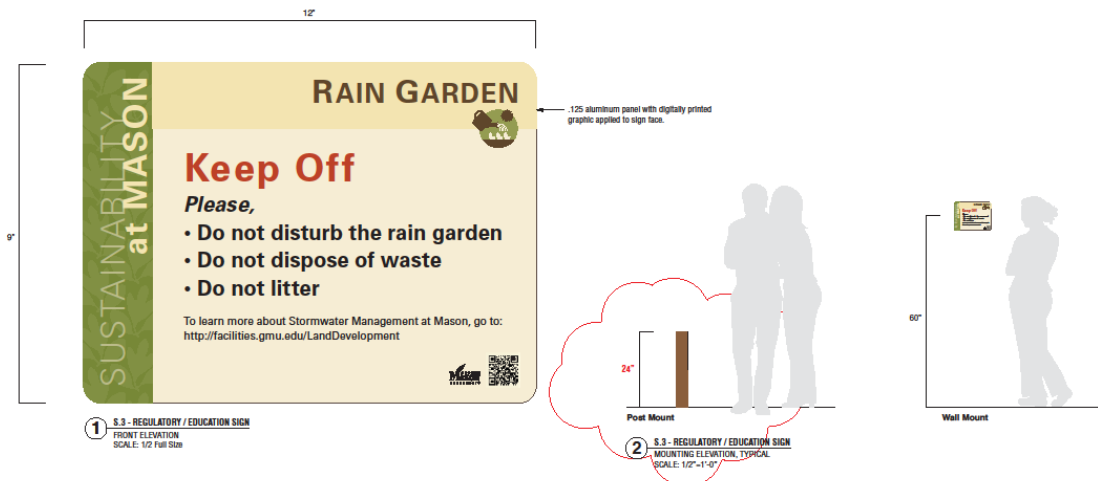 12"
9"
SUSTAINABILITY
at MASON
RAIN GARDEN
.125 aluminum panel with digitally printed
graphic applied to sign face.
Keep Off
Please,
• Do not disturb the rain garden
• Do not dispose of waste
• Do not litter
To learn more about Stormwater Management at Mason, go to:
http://facilities.gmu.edu/LandDevelopment
1
S.3 - REGULATORY / EDUCATION SIGN
FRONT ELEVATION
SCALE: 1/2 Full Size
24"
Post Mount
2
S.3 - REGULATORY / EDUCATION SIGN
MOUNTING ELEVATION, TYPICAL
SCALE: 1/2"=1'-0"
Keep Off
60"
Wall Mount